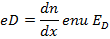 eD = dn/dx enu E_D